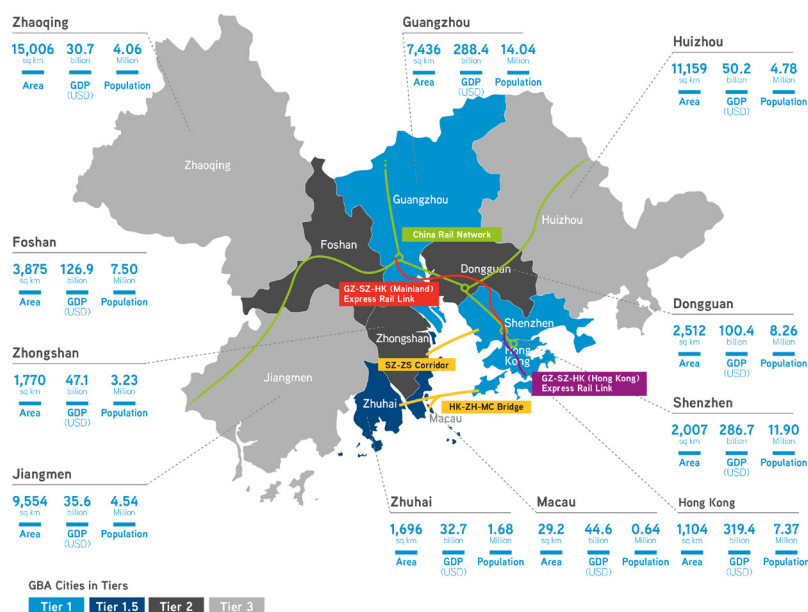 Zhaoqing
15,006 30.7 4.06
sq km billion Million
Area GDP Population
(USD)
Guangzhou
7,436 288.4 14.04
sq km billion Million
Area GDP Population
(USD)
Huizhou
11,159 50.2 4.78
sq km billion Million
Area GDP Population
(USD)
Zhaoqing
Guangzhou
Huizhou
China Rail Network
Foshan
Dongguan
GZ-SZ-HK (Mainland)
Express Rail Link
Shenzhen
Zhongshan
Hong
Kong
SZ-ZS Corridor
Jiangmen
GZ-SZ-HK (Hong Kong)
Express Rail Link
Zhuhai
HK-ZH-MC Bridge
Macau
Foshan
3,875 126.9 7.50
sq km billion Million
Area GDP Population
(USD)
Zhongshan
1,770 47.1 3.23
sq km billion Million
Area GDP Population
(USD)
Jiangmen
9,554 35.6 4.54
sq km billion Million
Area GDP Population
(USD)
Dongguan
2,512 100.4 8.26
sq km billion Million
Area GDP Population
(USD)
Shenzhen
2,007 286.7 11.90
sq km billion Million
Area GDP Population
(USD)
Zhuhai
1,696 32.7 1.68
sq km billion Million
Area GDP Population
(USD)
Macau
29.2 44.6 0.64
sq km billion Million
Area GDP Population
(USD)
Hong Kong
1,104 319.4 7.37
sq km billion Million
Area GDP Population
(USD)
GBA Cities in Tiers
Tier 1 Tier 1.5 Tier 2 Tier 3